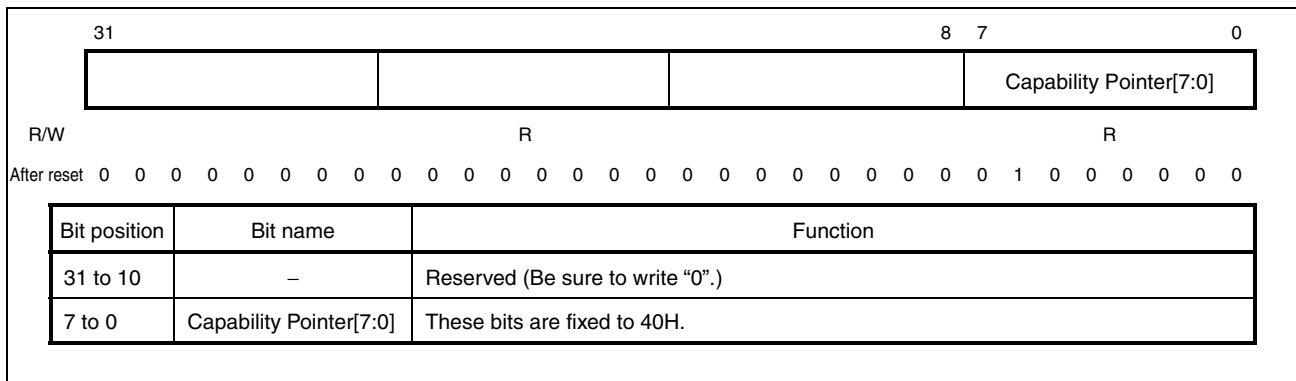 31 8 7 0
Capability Pointer[7:0]
R/W R R
After reset 0 0 0 0 0 0 0 0 0 0 0 0 0 0 0 0 0 0 0 0 0 0 0 0 0 1 0 0 0 0 0 0
Bit position Bit name Function
31 to 10 – Reserved (Be sure to write “0”.)
7 to 0 Capability Pointer[7:0] These bits are fixed to 40H.